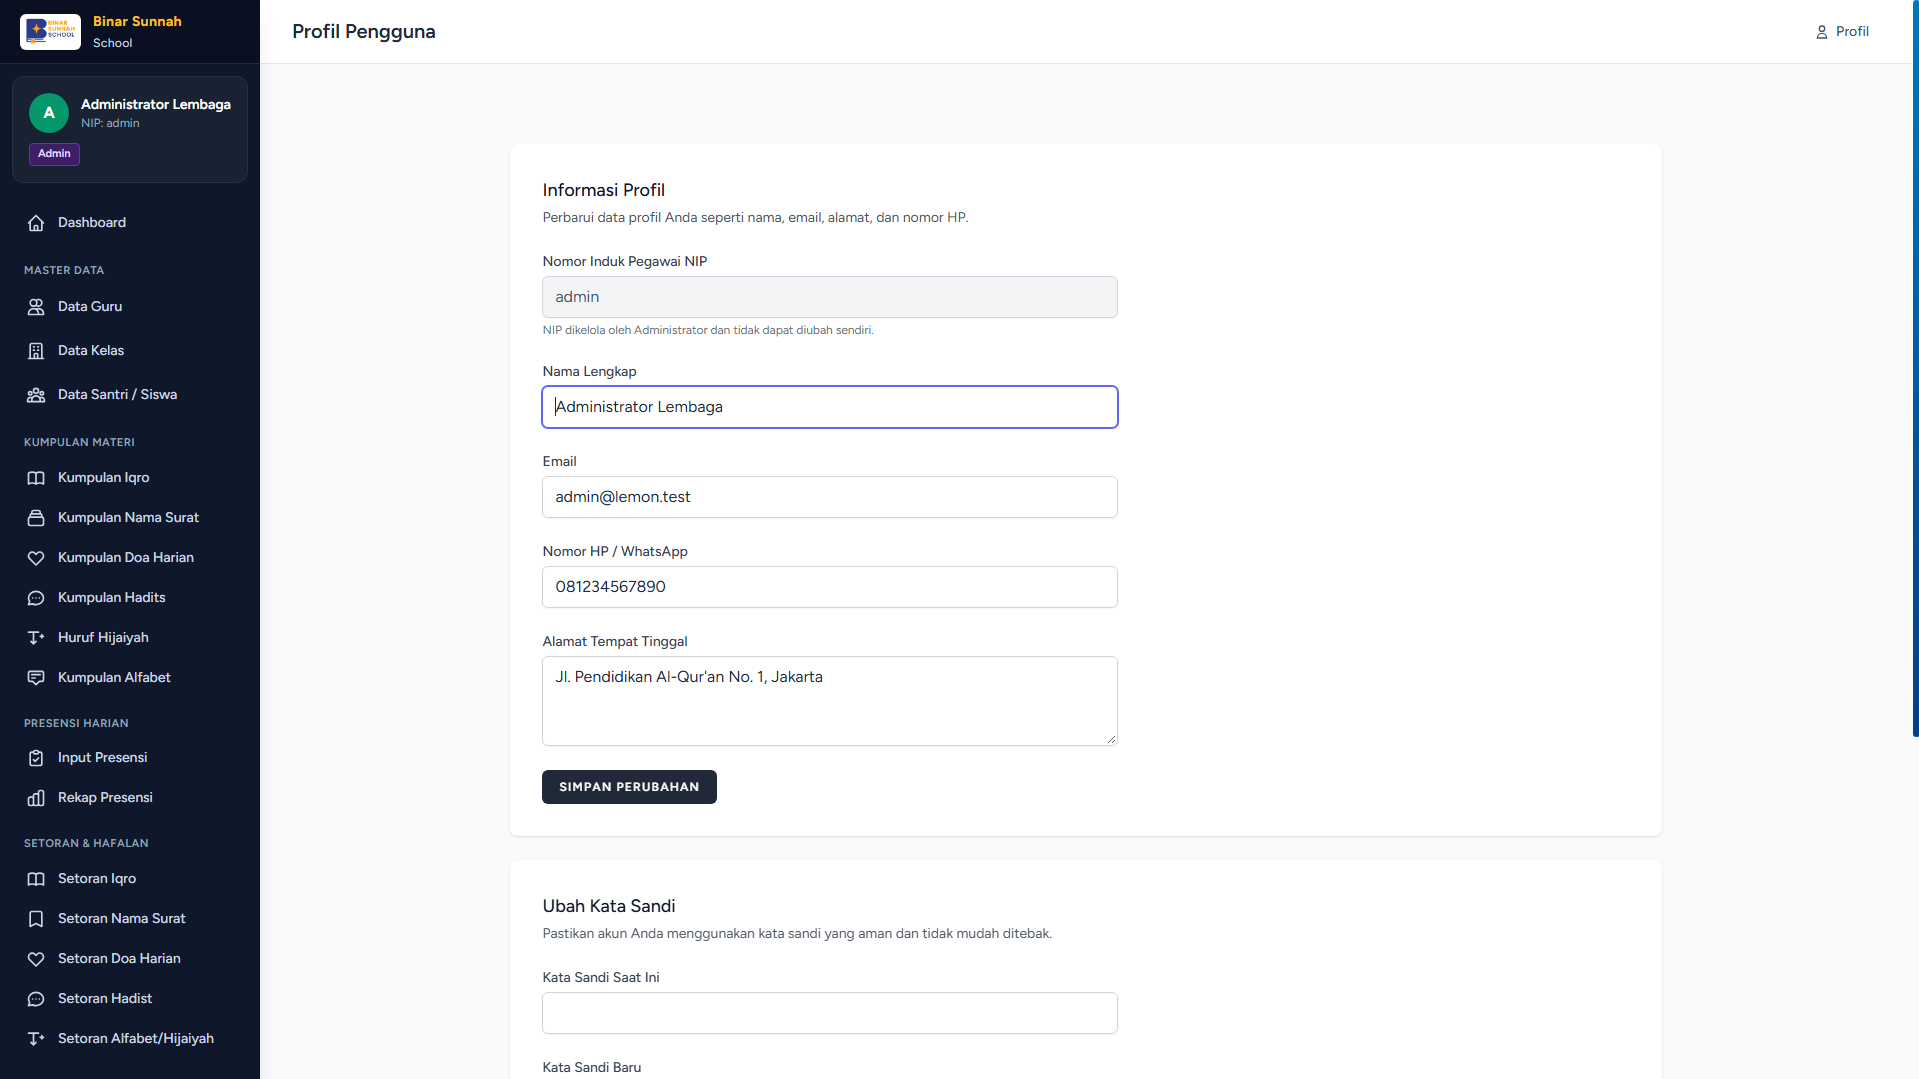 BINAR
SUNNAH
SCHOOL
Binar Sunnah
School
A
Administrator Lembaga
NIP: admin
Admin
Dashboard
MASTER DATA
Data Guru
Data Kelas
Data Santri / Siswa
KUMPULAN MATERI
Kumpulan Iqro
Kumpulan Nama Surat
Kumpulan Doa Harian
Kumpulan Hadits
Huruf Hijaiyah
Kumpulan Alfabet
PRESENSI HARIAN
Input Presensi
Rekap Presensi
SETORAN & HAFALAN
Setoran Iqro
Setoran Nama Surat
Setoran Doa Harian
Setoran Hadist
Setoran Alfabet/Hijaiyah
Profil Pengguna
Profil
Informasi Profil
Perbarui data profil Anda seperti nama, email, alamat, dan nomor HP.
Nomor Induk Pegawai NIP
admin
NIP dikelola oleh Administrator dan tidak dapat diubah sendiri.
Nama Lengkap
Administrator Lembaga
Email
admin@lemon.test
Nomor HP / WhatsApp
081234567890
Alamat Tempat Tinggal
Jl. Pendidikan Al-Qur'an No. 1, Jakarta
SIMPAN PERUBAHAN
Ubah Kata Sandi
Pastikan akun Anda menggunakan kata sandi yang aman dan tidak mudah ditebak.
Kata Sandi Saat Ini
Kata Sandi Baru